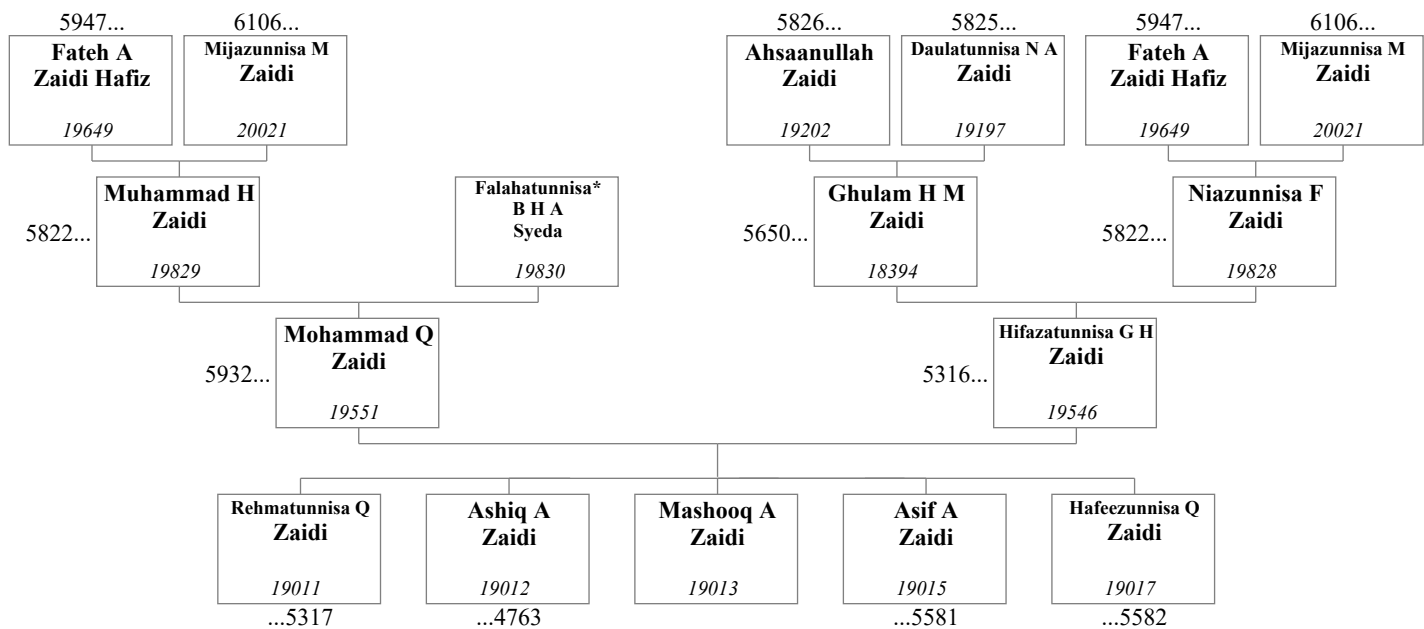 5947...
6106...
5826...
5825...
5947...
6106...
Fateh A
Zaidi Hafiz
19649
Mijazunnisa M
Zaidi
20021
Ahsaanullah
Zaidi
19202
Daulatunnisa N A
Zaidi
19197
Fateh A
Zaidi Hafiz
19649
Mijazunnisa M
Zaidi
20021
5822...
Muhammad H
Zaidi
19829
Falahatunnisa*
B H A
Syeda
19830
5650...
Ghulam H M
Zaidi
18394
5822...
Niazunnisa F
Zaidi
19828
5932...
Mohammad Q
Zaidi
19551
5316...
Hifazatunnisa G H
Zaidi
19546
Rehmatunnisa Q
Zaidi
19011
Ashiq A
Zaidi
19012
Mashooq A
Zaidi
19013
Asif A
Zaidi
19015
Hafeezunnisa Q
Zaidi
19017
...5317
...4763
...5581
...5582